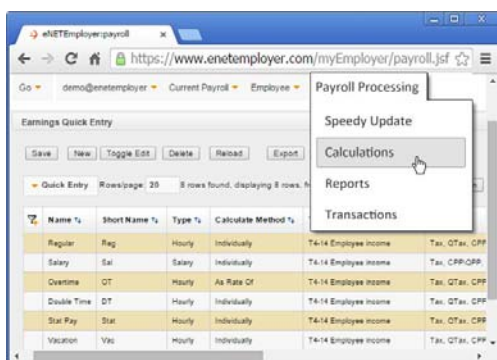 eNETEmployer:payroll ×
https://www.enetemployer.com/myEmployer/payroll.jsf
Go demo@enetemployer Current Payroll Employee Payroll Processing
Speedy Update
Calculations
Reports
Transactions
Earnings Quick Entry
Save New Toggle Edit Delete Reload Export
Quick Entry Rows/page 20 8 rows found, displaying 8 rows,
Name Short Name Type Calculate Method
Regular Reg Hourly Individually T4-14 Employee income Tax, QTax, CPP
Salary Sal Salary Individually T4-14 Employee income Tax, CPP/QPP,
Overtime OT Hourly As Rate Of T4-14 Employee income Tax, QTax, CPP
Double Time DT Hourly Individually T4-14 Employee income Tax, QTax, CPP
Stat Pay Stat Hourly Individually T4-14 Employee income Tax, QTax, CPP
Vacation Vac Hourly Individually T4-14 Employee income Tax, QTax, CPP